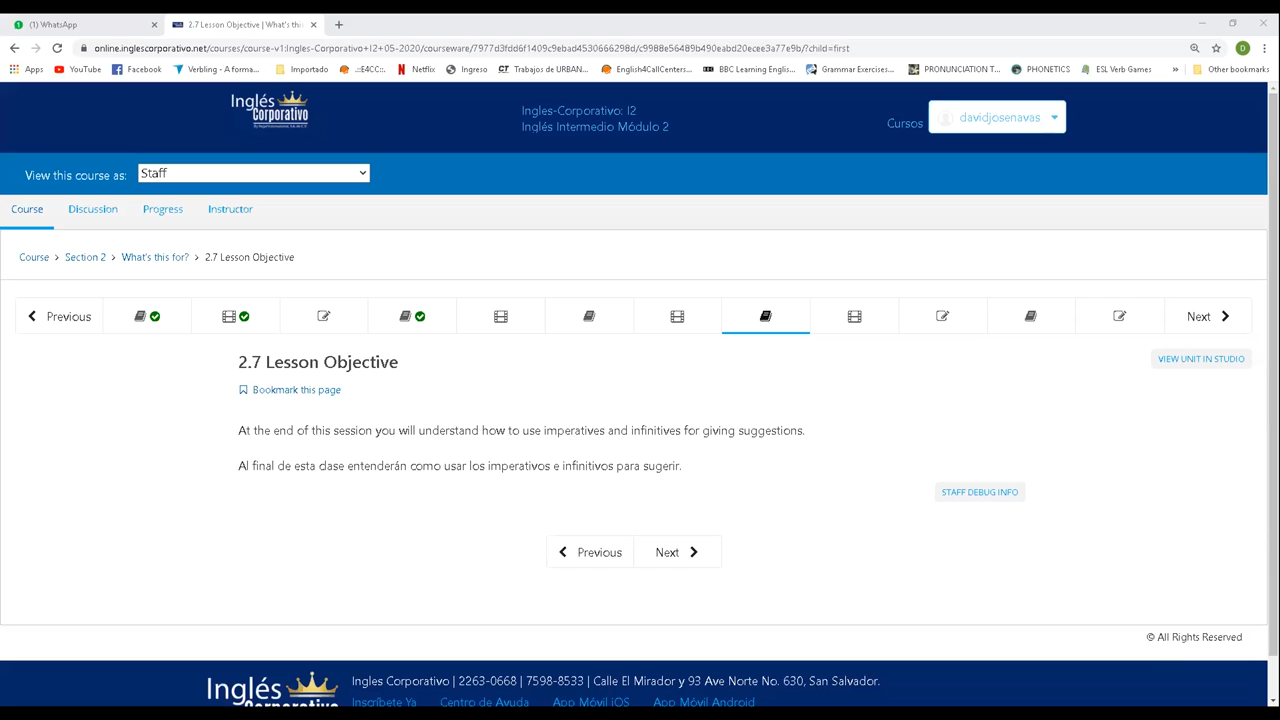 (1) WhatsApp
2.7 Lesson Objective | What's this
online.inglescorporativo.net/courses/course-v1:Ingles-Corporativo+I2+05-2020/courseware/7977d3fdd6f1409c9ebad4530666298d/c9988e56489b490eabd20ecee3a77e9b/?child=first
D
Apps YouTube Facebook Verbling - A forma... Importado .::E4CC::. Netflix Ingreso Trabajos de URBAN... English4CallCenters... BBC Learning Englis... Grammar Exercises... PRONUNCIATION T... PHONETICS ESL Verb Games » Other bookmarks
Inglés
Corporativo
Ingles-Corporativo: I2
Inglés Intermedio Módulo 2
Cursos
davidjosenavas
View this course as: Staff
Course Discussion Progress Instructor
Course > Section 2 > What's this for? > 2.7 Lesson Objective
Previous Next
2.7 Lesson Objective
VIEW UNIT IN STUDIO
Bookmark this page
At the end of this session you will understand how to use imperatives and infinitives for giving suggestions.
Al final de esta clase entenderán como usar los imperativos e infinitivos para sugerir.
STAFF DEBUG INFO
Previous Next
© All Rights Reserved
Inglés
Corporativo
Ingles Corporativo | 2263-0668 | 7598-8533 | Calle El Mirador y 93 Ave Norte No. 630, San Salvador.
Inscríbete Ya Centro de Ayuda App Móvil iOS App Móvil Android